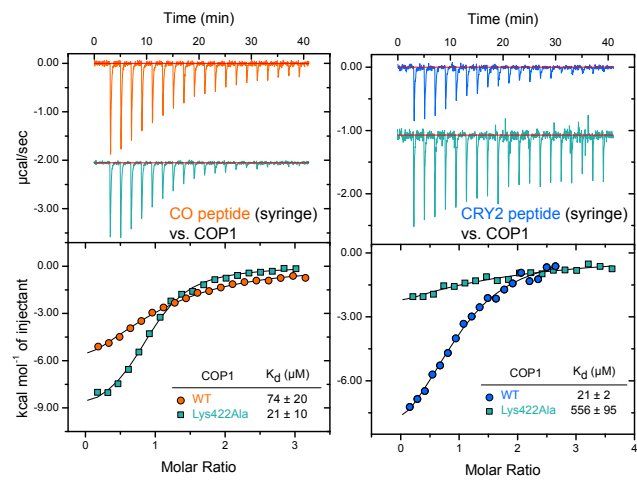 Time (min)
0 10 20 30 40
0.00
-1.00
-2.00
-3.00
µcal/sec
CO peptide (syringe)
vs. COP1
0.00
-3.00
-6.00
-9.00
kcal mol⁻¹ of injectant
COP1 Kd (µM)
WT 74 ± 20
Lys422Ala 21 ± 10
0 1 2 3
Molar Ratio
Time (min)
0 10 20 30 40
0.00
-1.00
-2.00
CRY2 peptide (syringe)
vs. COP1
0.00
-3.00
-6.00
COP1 Kd (µM)
WT 21 ± 2
Lys422Ala 556 ± 95
0 1 2 3 4
Molar Ratio